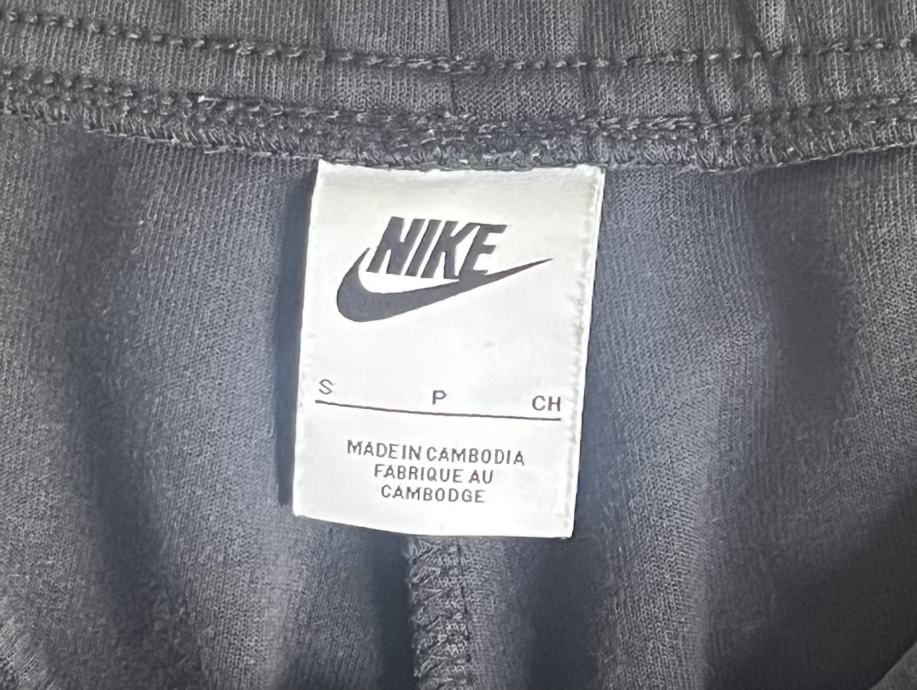 NIKE
S P CH
MADE IN CAMBODIA
FABRIQUE AU
CAMBODGE